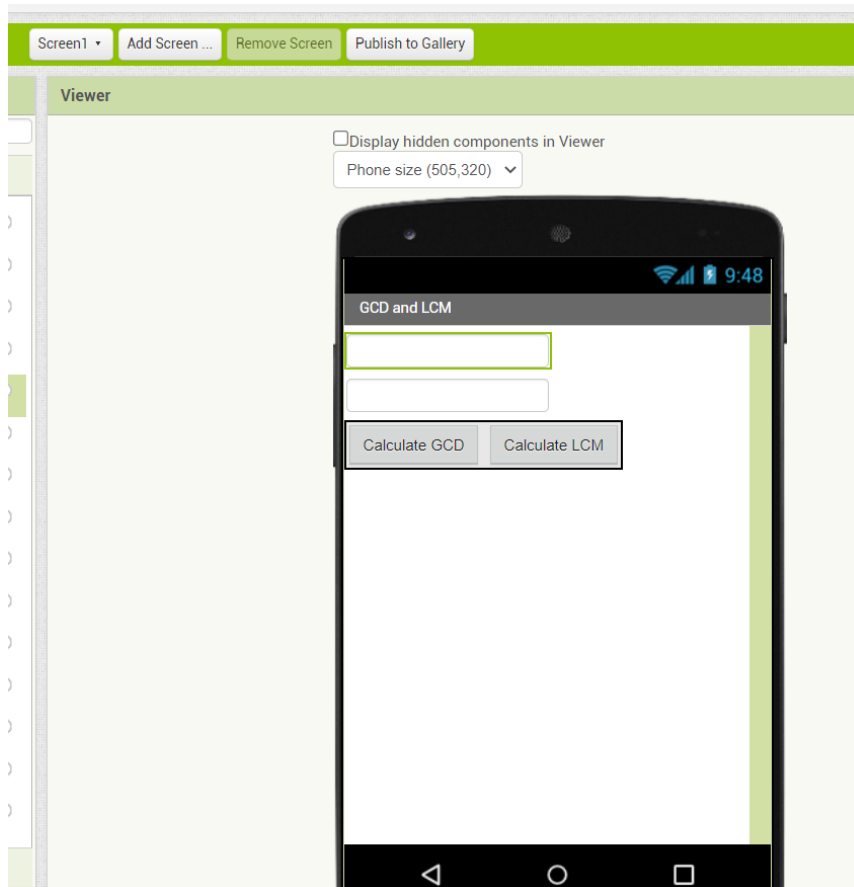 Screen1 Add Screen ... Remove Screen Publish to Gallery
Viewer
Display hidden components in Viewer
Phone size (505,320)
9:48
GCD and LCM
Calculate GCD Calculate LCM